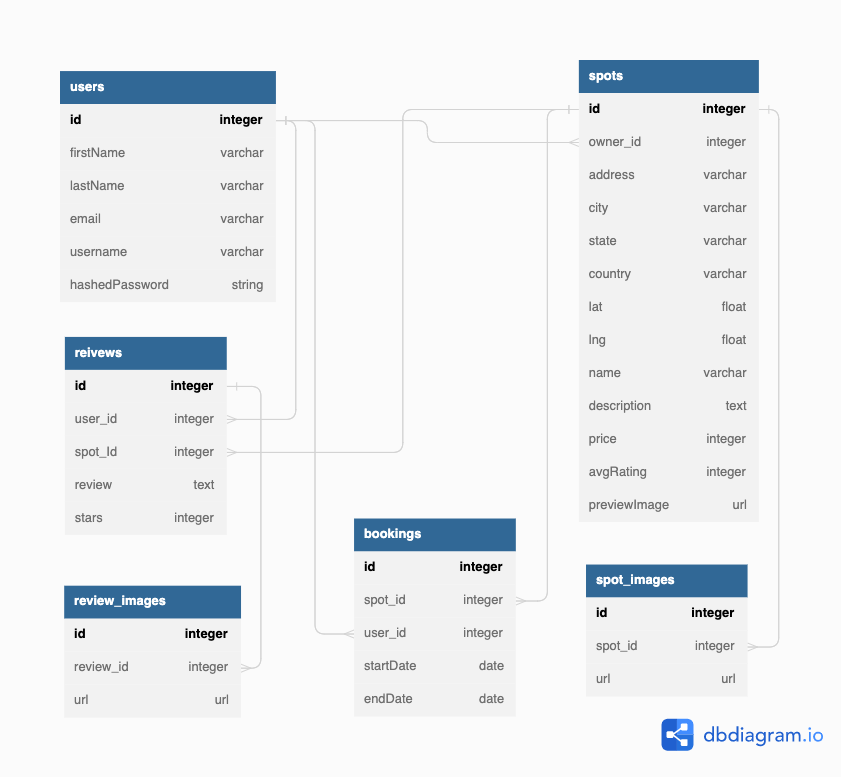 users
id integer
firstName varchar
lastName varchar
email varchar
username varchar
hashedPassword string
spots
id integer
owner_id integer
address varchar
city varchar
state varchar
country varchar
lat float
lng float
name varchar
description text
price integer
avgRating integer
previewImage url
reivews
id integer
user_id integer
spot_Id integer
review text
stars integer
bookings
id integer
spot_id integer
user_id integer
startDate date
endDate date
review_images
id integer
review_id integer
url url
spot_images
id integer
spot_id integer
url url
dbdiagram.io